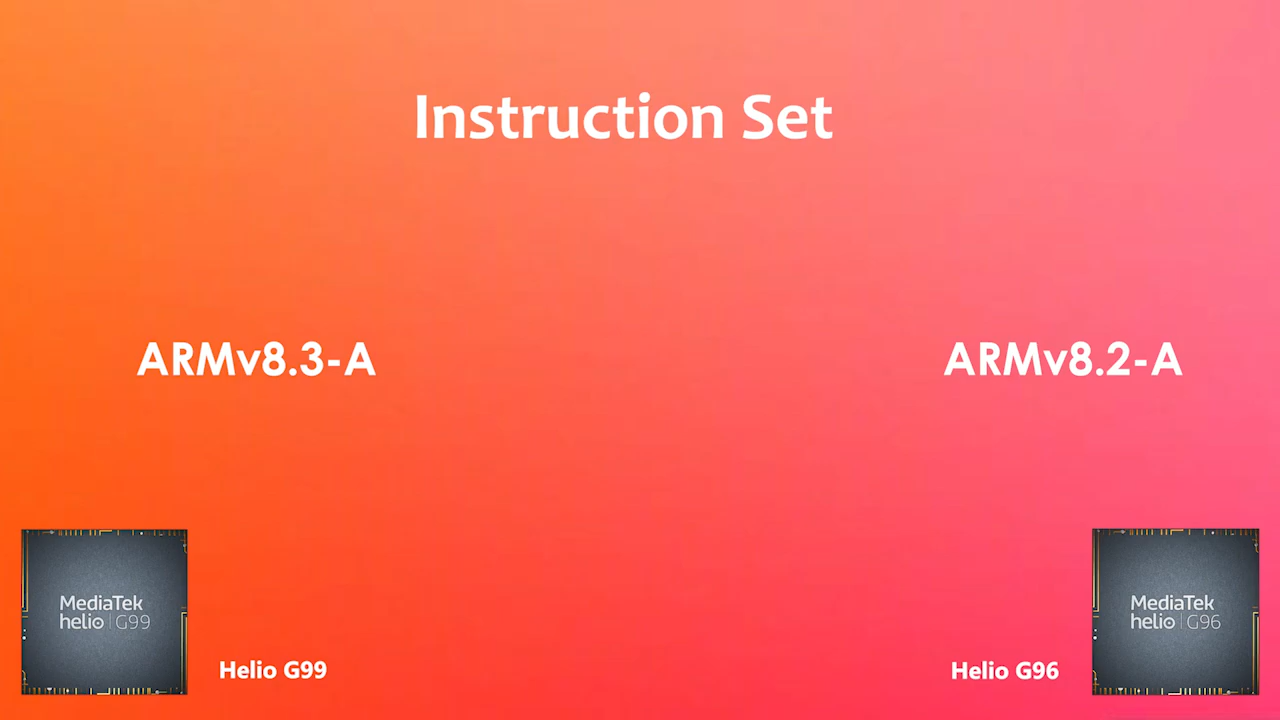 Instruction Set
ARMv8.3-A
ARMv8.2-A
MediaTek
helio | G99
Helio G99
Helio G96
MediaTek
helio | G96